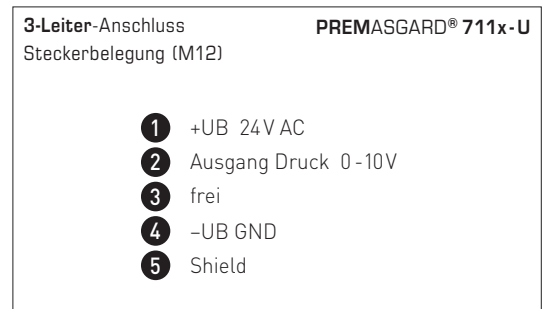 3-Leiter-Anschluss PREMASGARD® 711x-U
Steckerbelegung (M12)
1 +UB 24V AC
2 Ausgang Druck 0-10V
3 frei
4 –UB GND
5 Shield